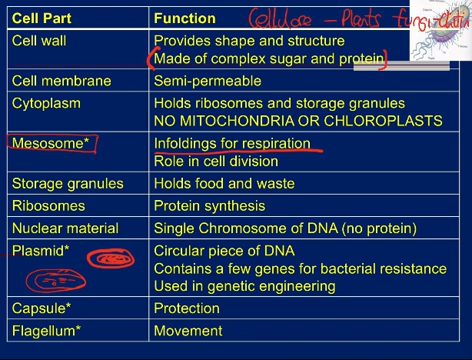 Cell Part Function Cellulose - Plants fungi-chitin
Cell wall Provides shape and structure
(Made of complex sugar and protein)
Cell membrane Semi-permeable
Cytoplasm Holds ribosomes and storage granules
NO MITOCHONDRIA OR CHLOROPLASTS
Mesosome* Infoldings for respiration
Role in cell division
Storage granules Holds food and waste
Ribosomes Protein synthesis
Nuclear material Single Chromosome of DNA (no protein)
Plasmid* Circular piece of DNA
Contains a few genes for bacterial resistance
Used in genetic engineering
Capsule* Protection
Flagellum* Movement